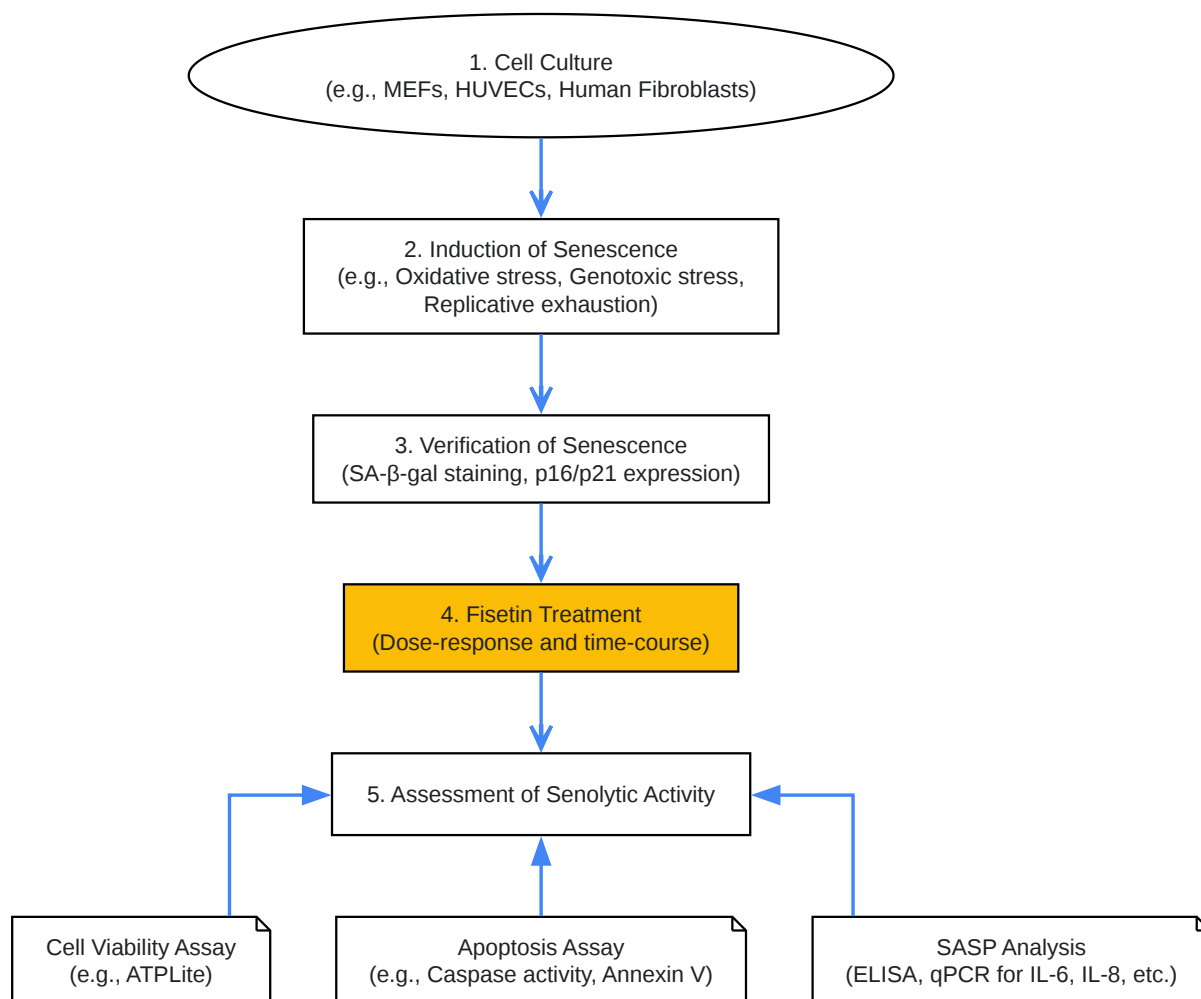 1. Cell Culture
(e.g., MEFs, HUVECs, Human Fibroblasts)
2. Induction of Senescence
(e.g., Oxidative stress, Genotoxic stress,
Replicative exhaustion)
3. Verification of Senescence
(SA-β-gal staining, p16/p21 expression)
4. Fisetin Treatment
(Dose-response and time-course)
5. Assessment of Senolytic Activity
Cell Viability Assay
(e.g., ATPLite)
Apoptosis Assay
(e.g., Caspase activity, Annexin V)
SASP Analysis
(ELISA, qPCR for IL-6, IL-8, etc.)